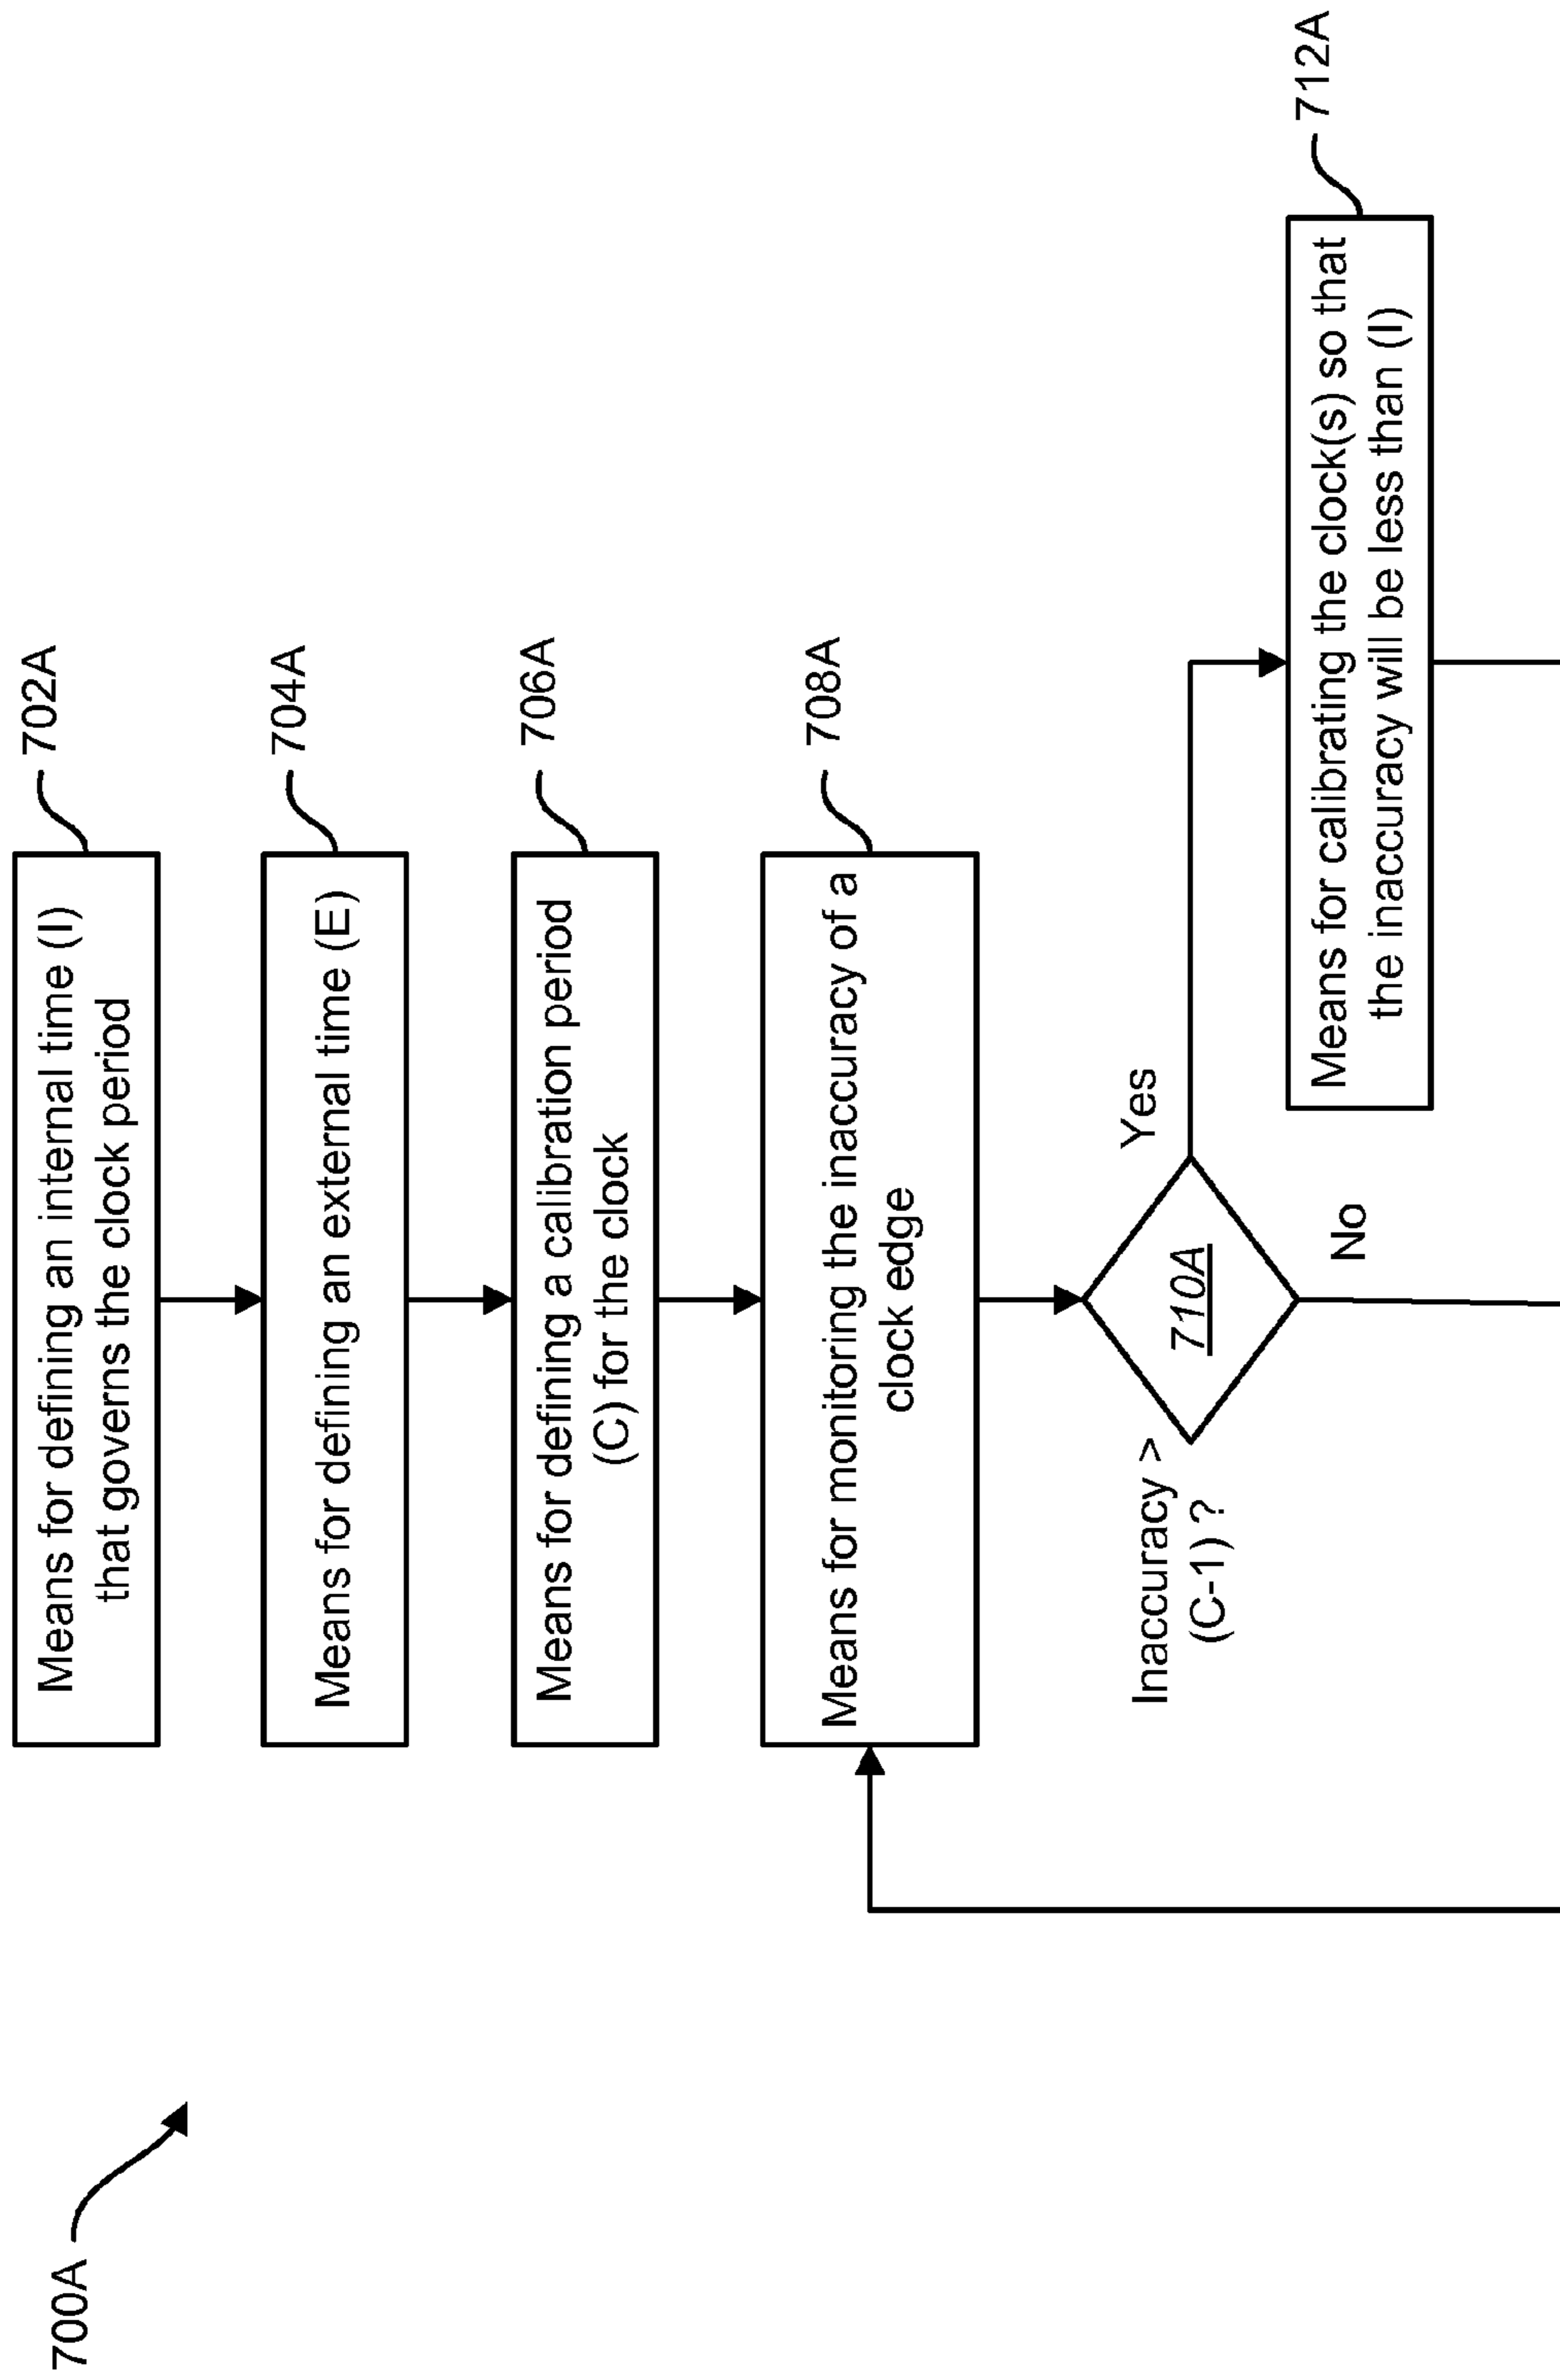 700A
Means for defining an internal time (I)
that governs the clock period
702A
Means for defining an external time (E)
704A
Means for defining a calibration period
(C) for the clock
706A
Means for monitoring the inaccuracy of a
clock edge
708A
Inaccuracy >
(C-1) ?
710A
Yes
No
Means for calibrating the clock(s) so that
the inaccuracy will be less than (I)
712A